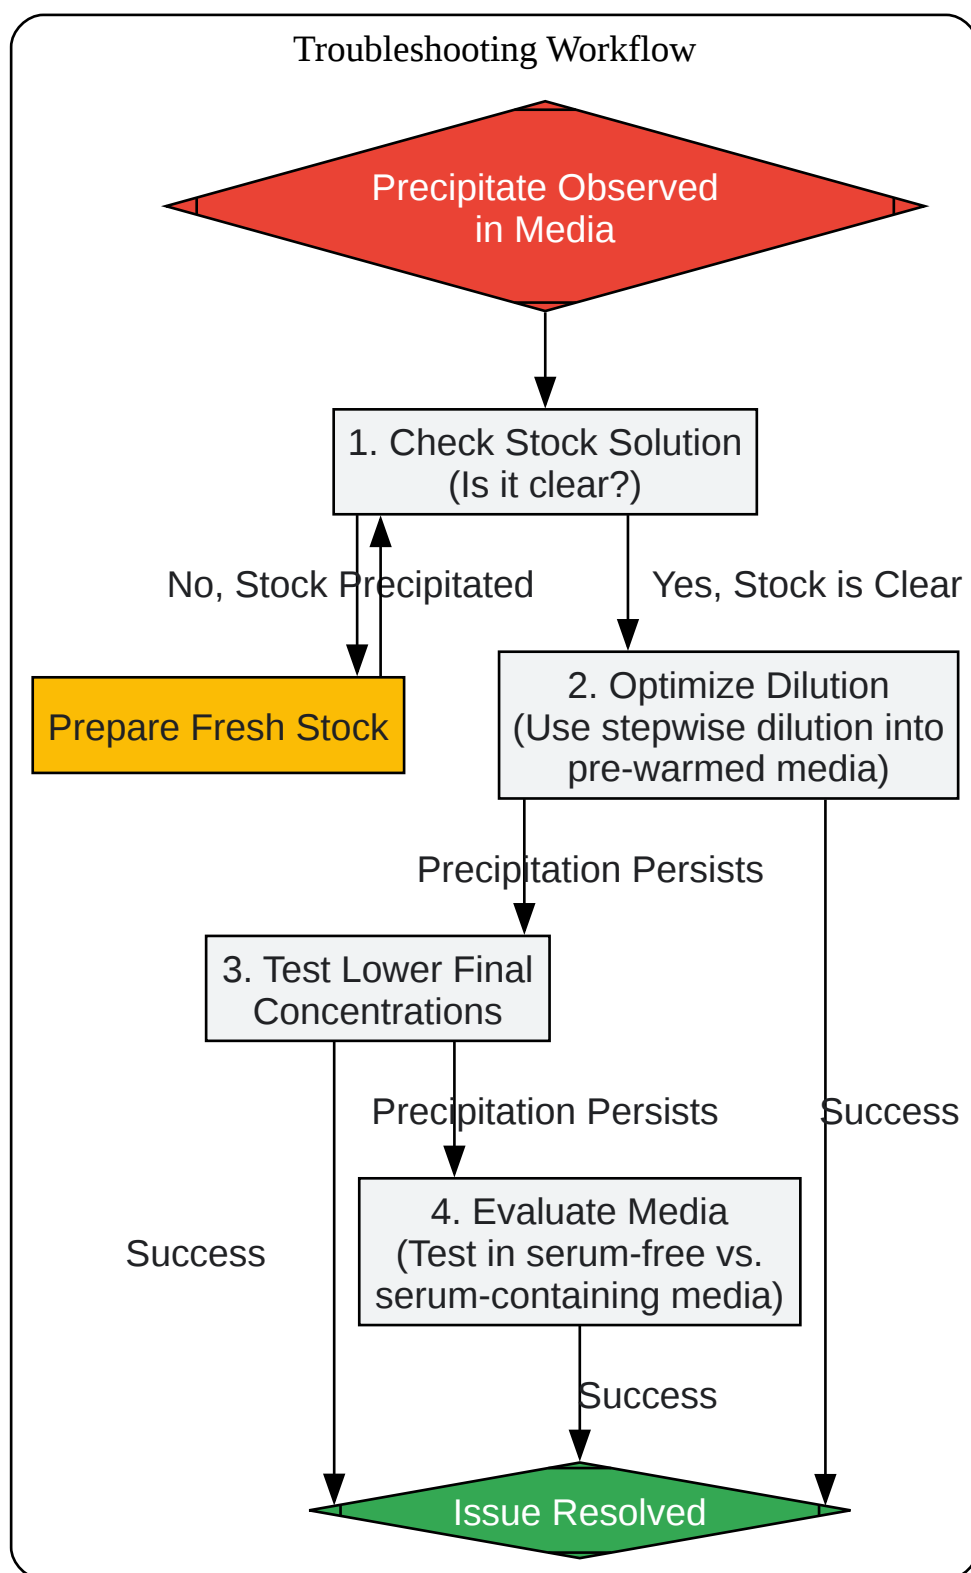 Troubleshooting Workflow
Precipitate Observed
in Media
1. Check Stock Solution
(Is it clear?)
No, Stock Precipitated
Yes, Stock is Clear
Prepare Fresh Stock
2. Optimize Dilution
(Use stepwise dilution into
pre-warmed media)
Precipitation Persists
3. Test Lower Final
Concentrations
Precipitation Persists
Success
4. Evaluate Media
(Test in serum-free vs.
serum-containing media)
Success
Success
Issue Resolved